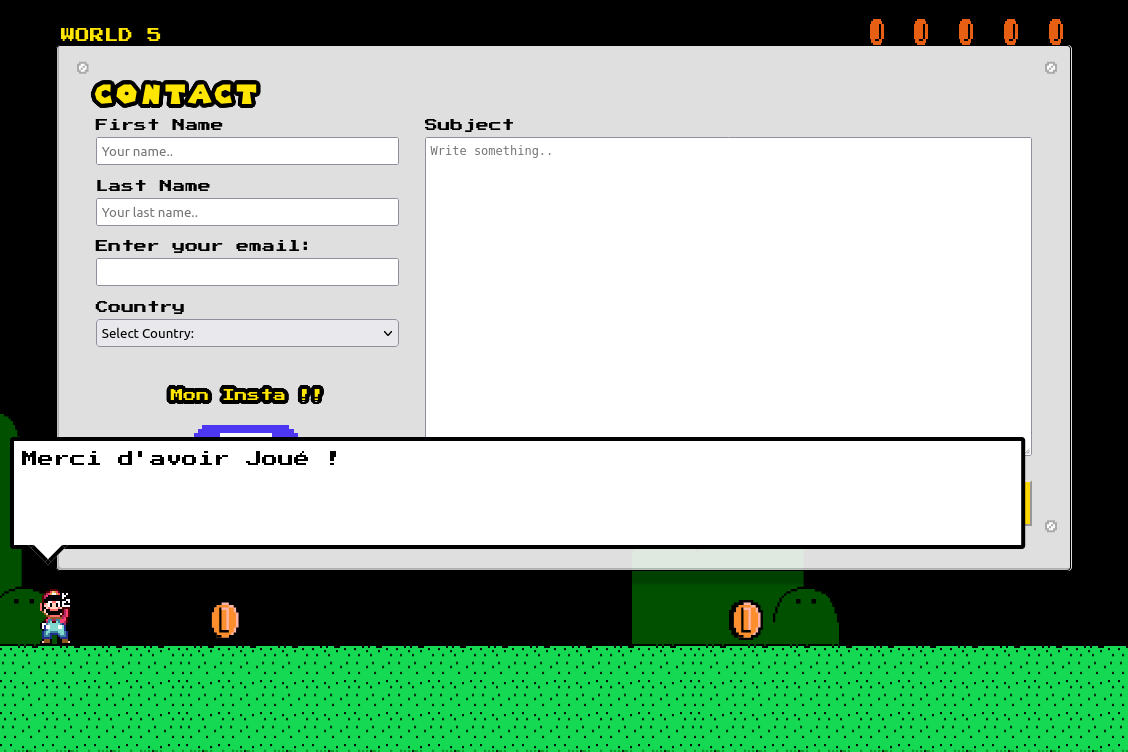 WORLD 5
CONTACT
First Name
Your name..
Last Name
Your last name..
Enter your email:
Country
Select Country:
Mon Insta !!
Subject
Write something..
Merci d'avoir Joué !